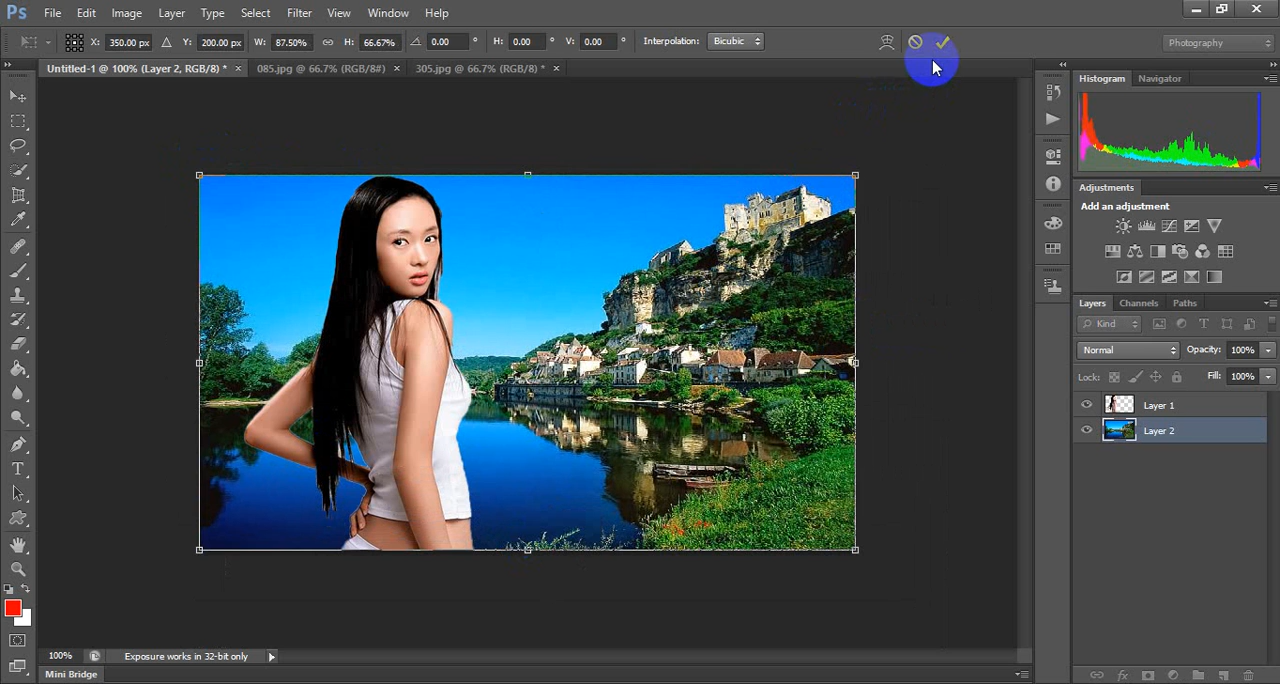 Ps File Edit Image Layer Type Select Filter View Window Help
X: 350.00 px Y: 200.00 px W: 87.50% H: 66.67% 0.00 ° H: 0.00 ° V: 0.00 ° Interpolation: Bicubic Photography
Untitled-1 @ 100% (Layer 2, RGB/8) * × 085.jpg @ 66.7% (RGB/8#) × 305.jpg @ 66.7% (RGB/8) * ×
Histogram Navigator
Adjustments
Add an adjustment
Layers Channels Paths
Kind T
Normal Opacity: 100%
Lock: Fill: 100%
Layer 1
Layer 2
T
100% Exposure works in 32-bit only
Mini Bridge
fx